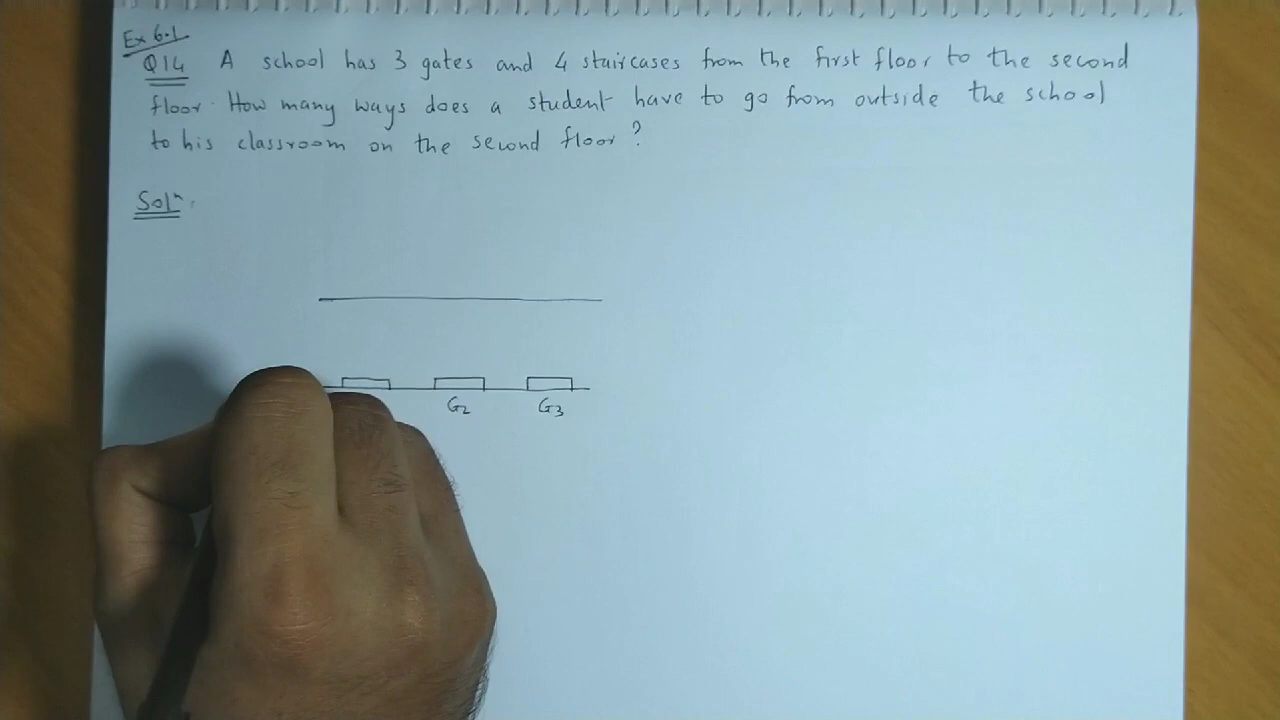 Ex 6.1
Q14 A school has 3 gates and 4 staircases from the first floor to the second
floor. How many ways does a student have to go from outside the school
to his classroom on the second floor?
Solⁿ:
G2 G3